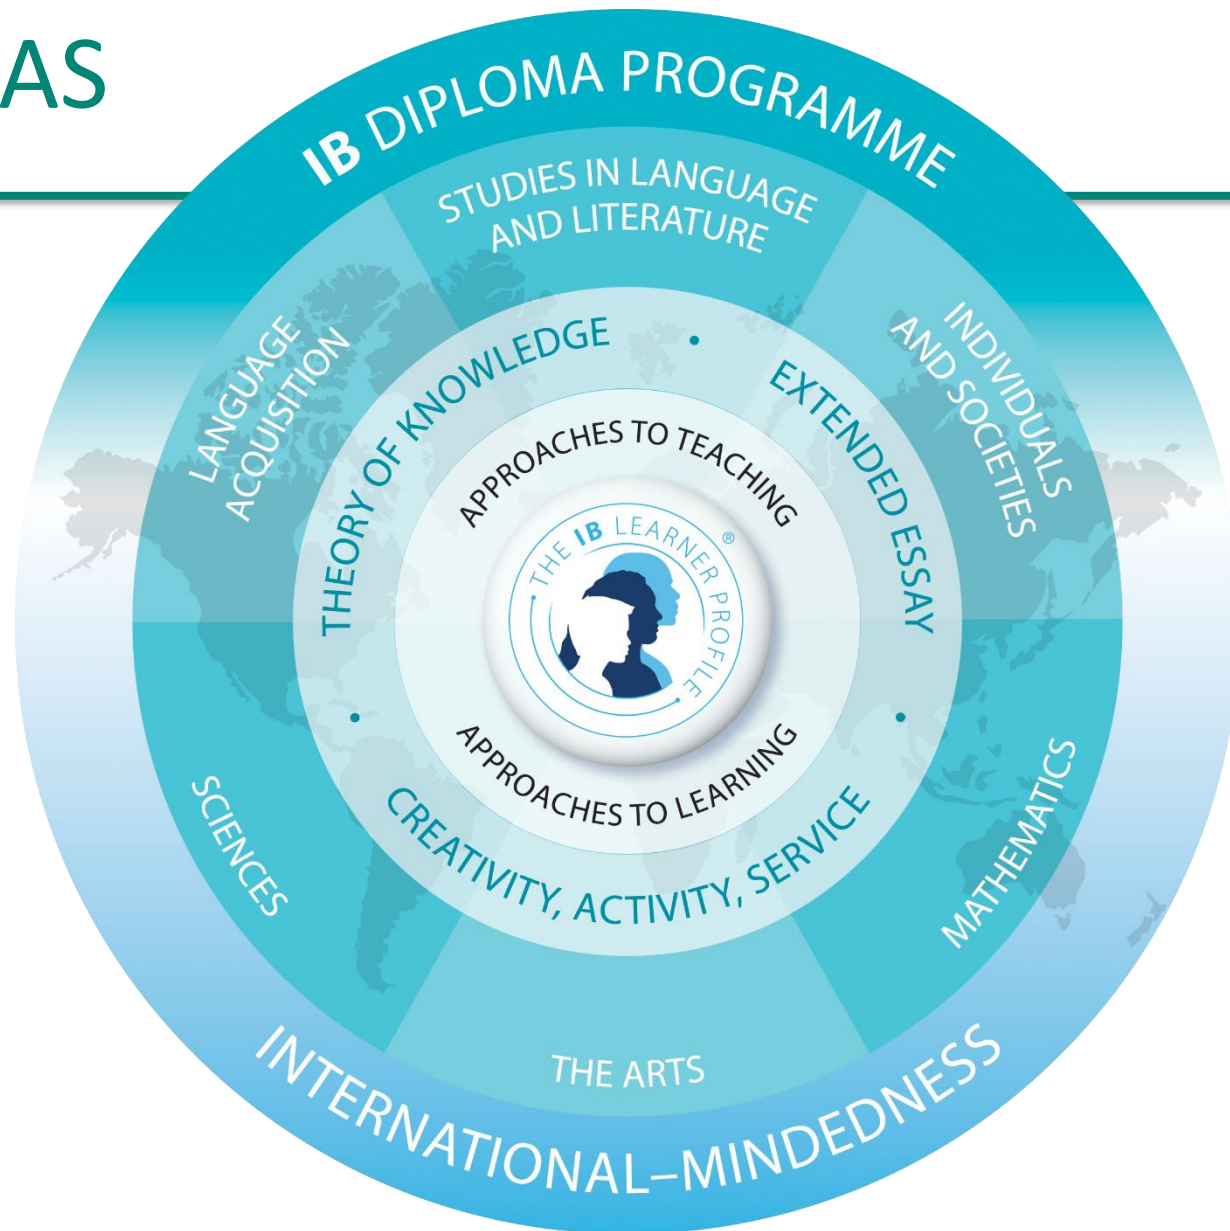 AS
IB DIPLOMA PROGRAMME
STUDIES IN LANGUAGE
AND LITERATURE
LANGUAGE
ACQUISITION
INDIVIDUALS
AND SOCIETIES
THEORY OF KNOWLEDGE
•
EXTENDED ESSAY
•
CREATIVITY, ACTIVITY, SERVICE
•
APPROACHES TO TEACHING
THE IB LEARNER PROFILE ®
APPROACHES TO LEARNING
SCIENCES
MATHEMATICS
THE ARTS
INTERNATIONAL–MINDEDNESS